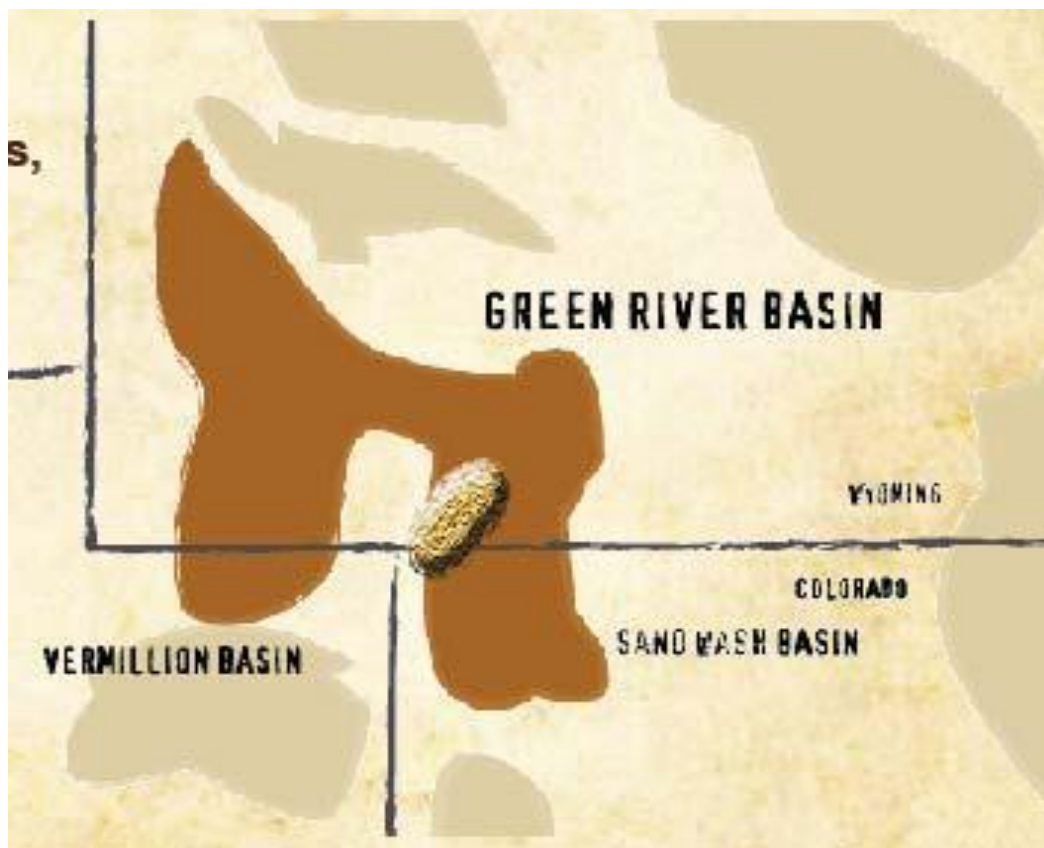 s,
GREEN RIVER BASIN
WYOMING
COLORADO
SAND WASH BASIN
VERMILLION BASIN